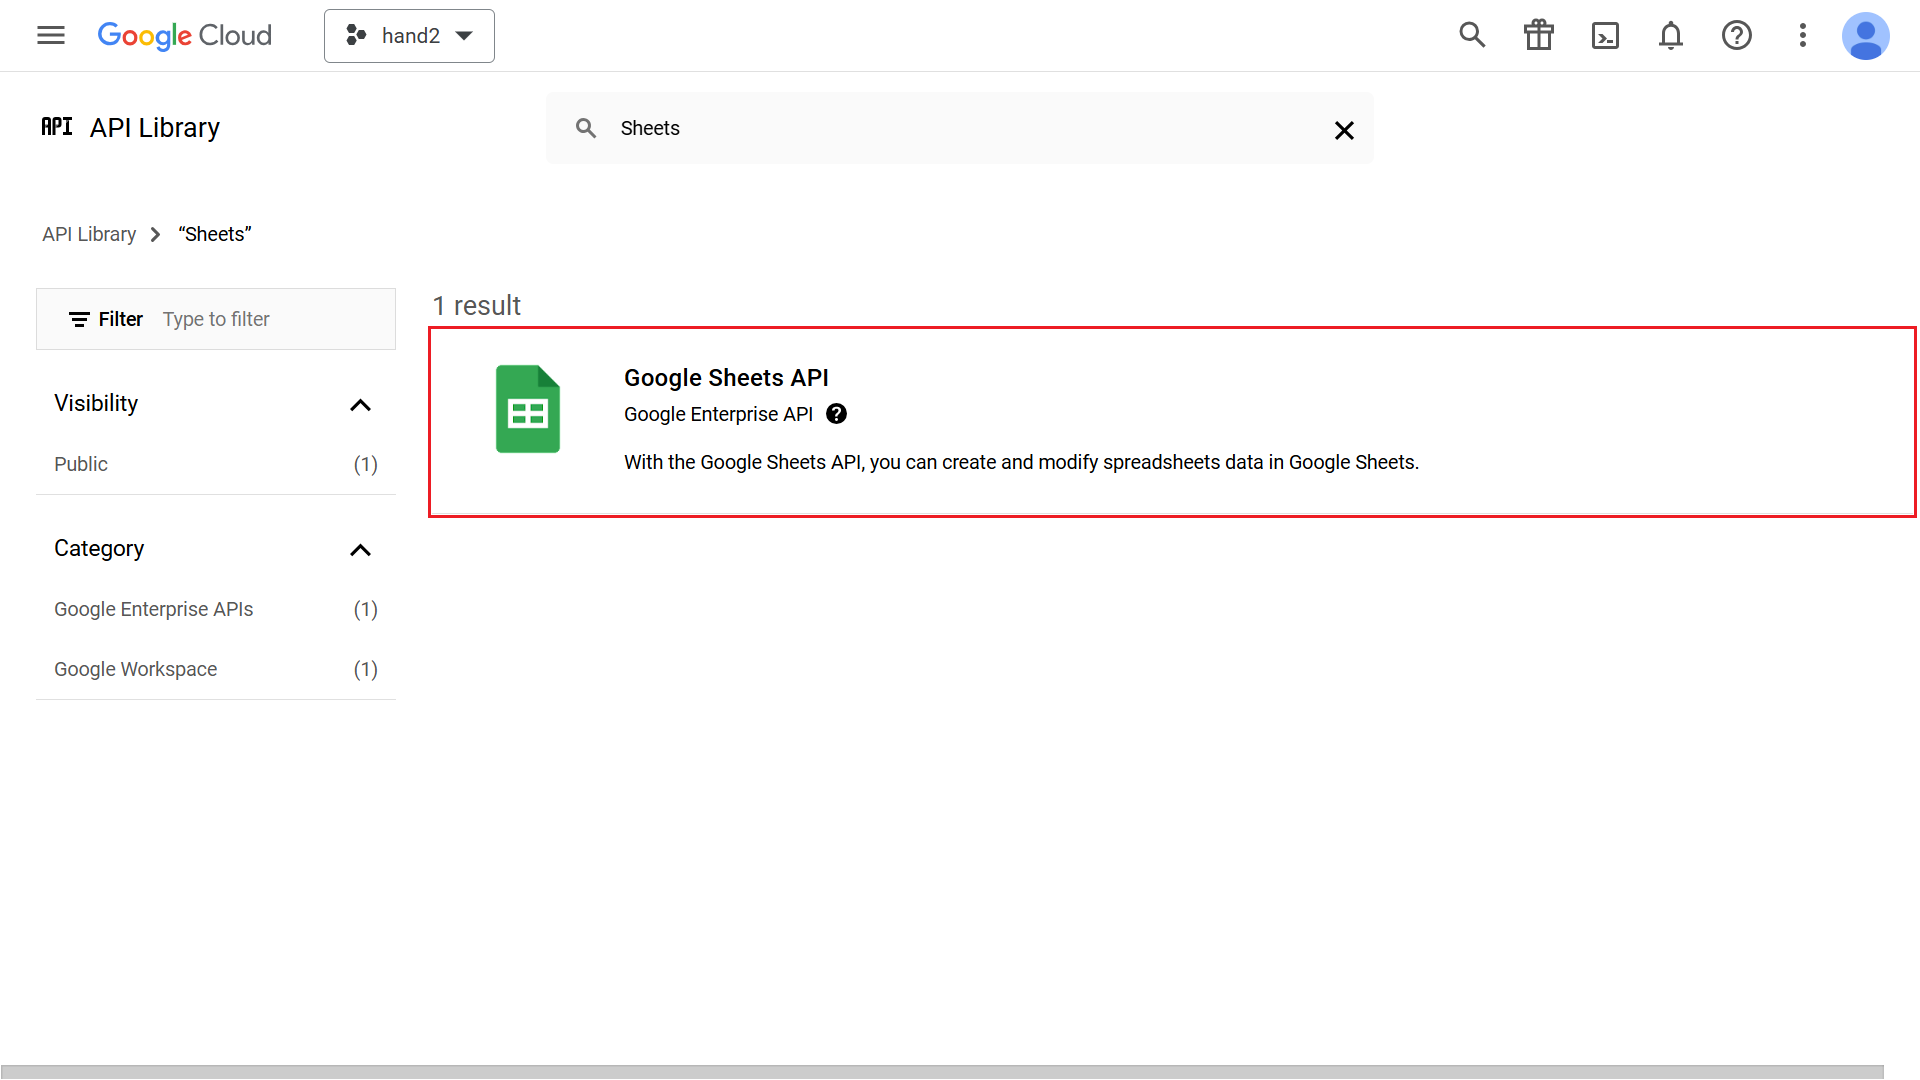 Google Cloud
hand2
API API Library
Sheets
API Library
“Sheets”
Filter Type to filter
1 result
Visibility
Public (1)
Category
Google Enterprise APIs (1)
Google Workspace (1)
Google Sheets API
Google Enterprise API
With the Google Sheets API, you can create and modify spreadsheets data in Google Sheets.